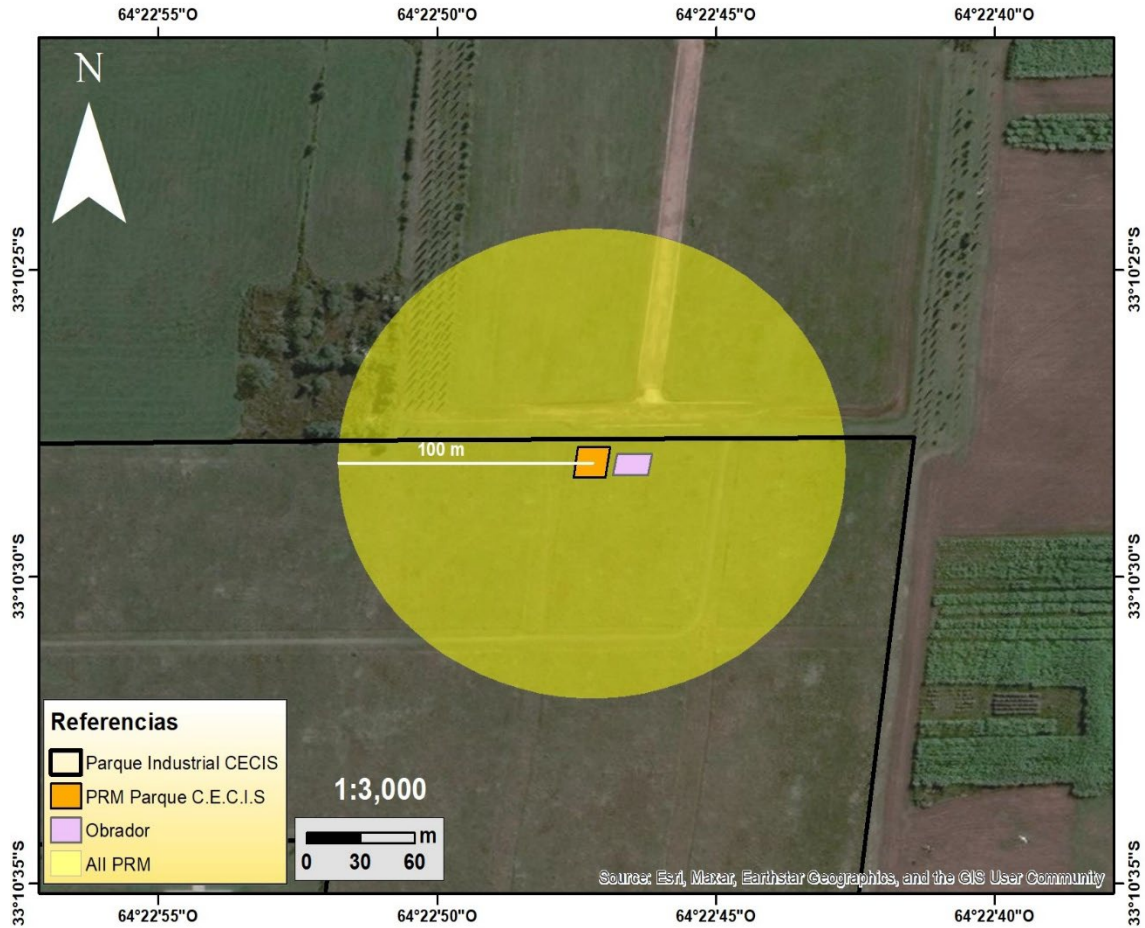 64°22'55"O 64°22'50"O 64°22'45"O 64°22'40"O
N
33°10'25"S 33°10'25"S
100 m
33°10'30"S 33°10'30"S
Referencias
Parque Industrial CECIS
PRM Parque C.E.C.I.S
Obrador
AII PRM
1:3,000
m
0 30 60
Source: Esri, Maxar, Earthstar Geographics, and the GIS User Community
33°10'35"S 33°10'35"S
64°22'55"O 64°22'50"O 64°22'45"O 64°22'40"O